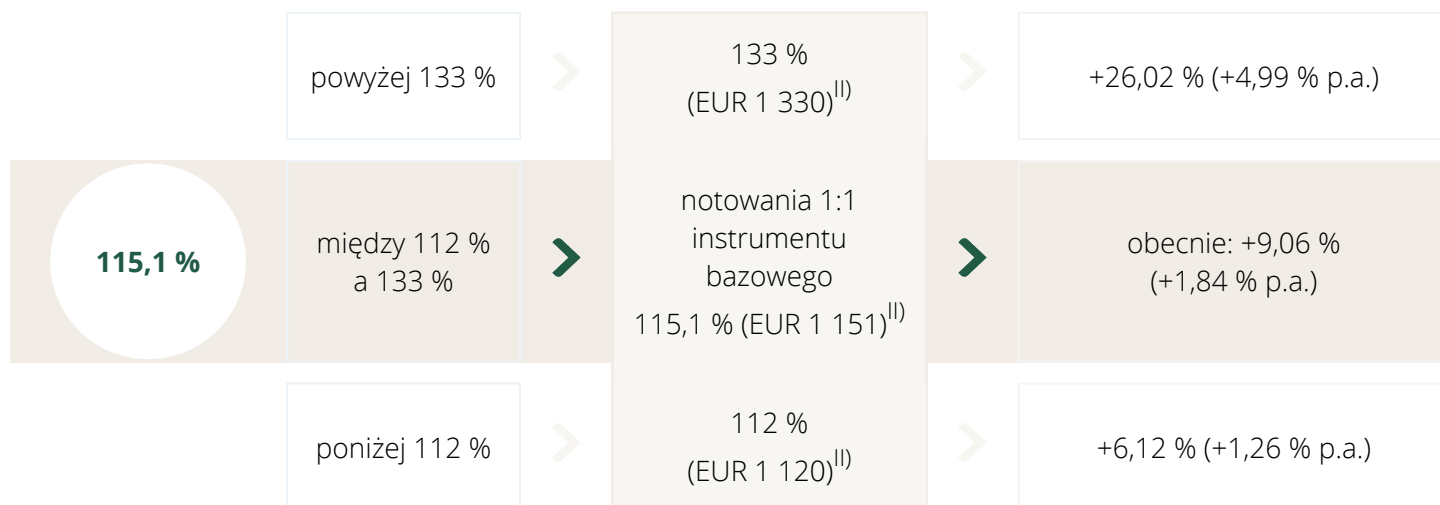 powyżej 133 %
133 %
(EUR 1 330)II)
+26,02 % (+4,99 % p.a.)
115,1 %
między 112 %
a 133 %
notowania 1:1
instrumentu
bazowego
115,1 % (EUR 1 151)II)
obecnie: +9,06 %
(+1,84 % p.a.)
poniżej 112 %
112 %
(EUR 1 120)II)
+6,12 % (+1,26 % p.a.)